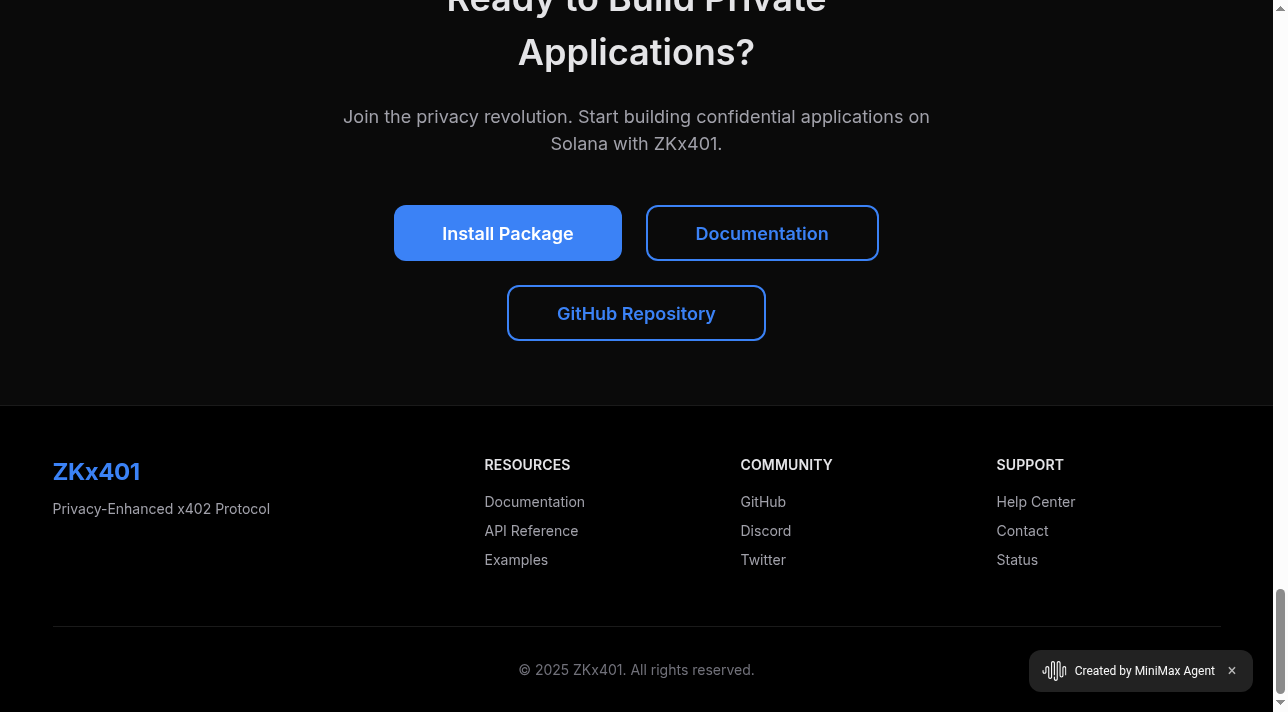 Ready to Build Private
Applications?
Join the privacy revolution. Start building confidential applications on
Solana with ZKx401.
Install Package
Documentation
GitHub Repository
ZKx401
Privacy-Enhanced x402 Protocol
RESOURCES
Documentation
API Reference
Examples
COMMUNITY
GitHub
Discord
Twitter
SUPPORT
Help Center
Contact
Status
© 2025 ZKx401. All rights reserved.
Created by MiniMax Agent ×